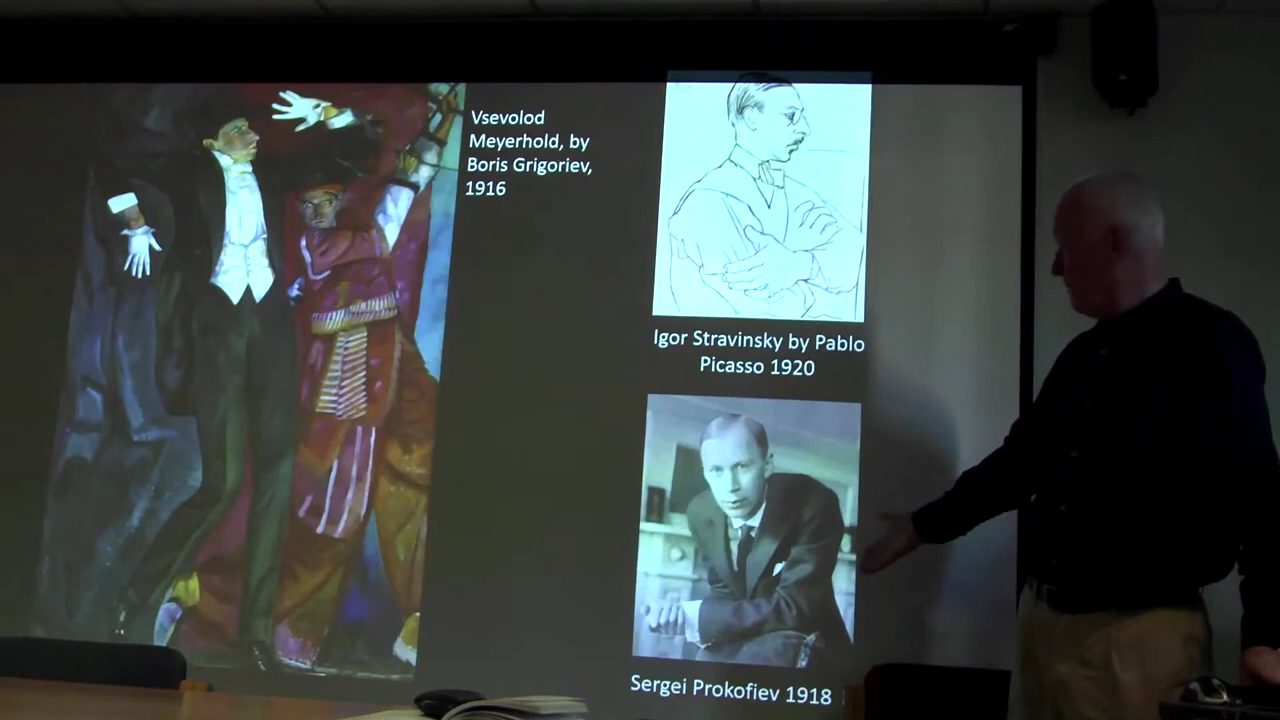 Vsevolod
Meyerhold, by
Boris Grigoriev,
1916
Igor Stravinsky by Pablo
Picasso 1920
Sergei Prokofiev 1918